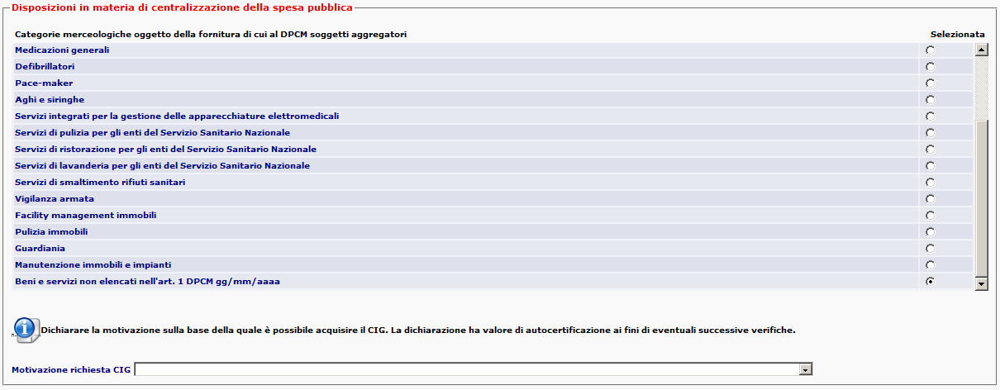 Disposizioni in materia di centralizzazione della spesa pubblica
Categorie merceologiche oggetto della fornitura di cui al DPCM soggetti aggregatori Selezionata
Medicazioni generali
Defibrillatori
Pace-maker
Aghi e siringhe
Servizi integrati per la gestione delle apparecchiature elettromedicali
Servizi di pulizia per gli enti del Servizio Sanitario Nazionale
Servizi di ristorazione per gli enti del Servizio Sanitario Nazionale
Servizi di lavanderia per gli enti del Servizio Sanitario Nazionale
Servizi di smaltimento rifiuti sanitari
Vigilanza armata
Facility management immobili
Pulizia immobili
Guardiania
Manutenzione immobili e impianti
Beni e servizi non elencati nell'art. 1 DPCM gg/mm/aaaa
Dichiarare la motivazione sulla base della quale è possibile acquisire il CIG. La dichiarazione ha valore di autocertificazione ai fini di eventuali successive verifiche.
Motivazione richiesta CIG